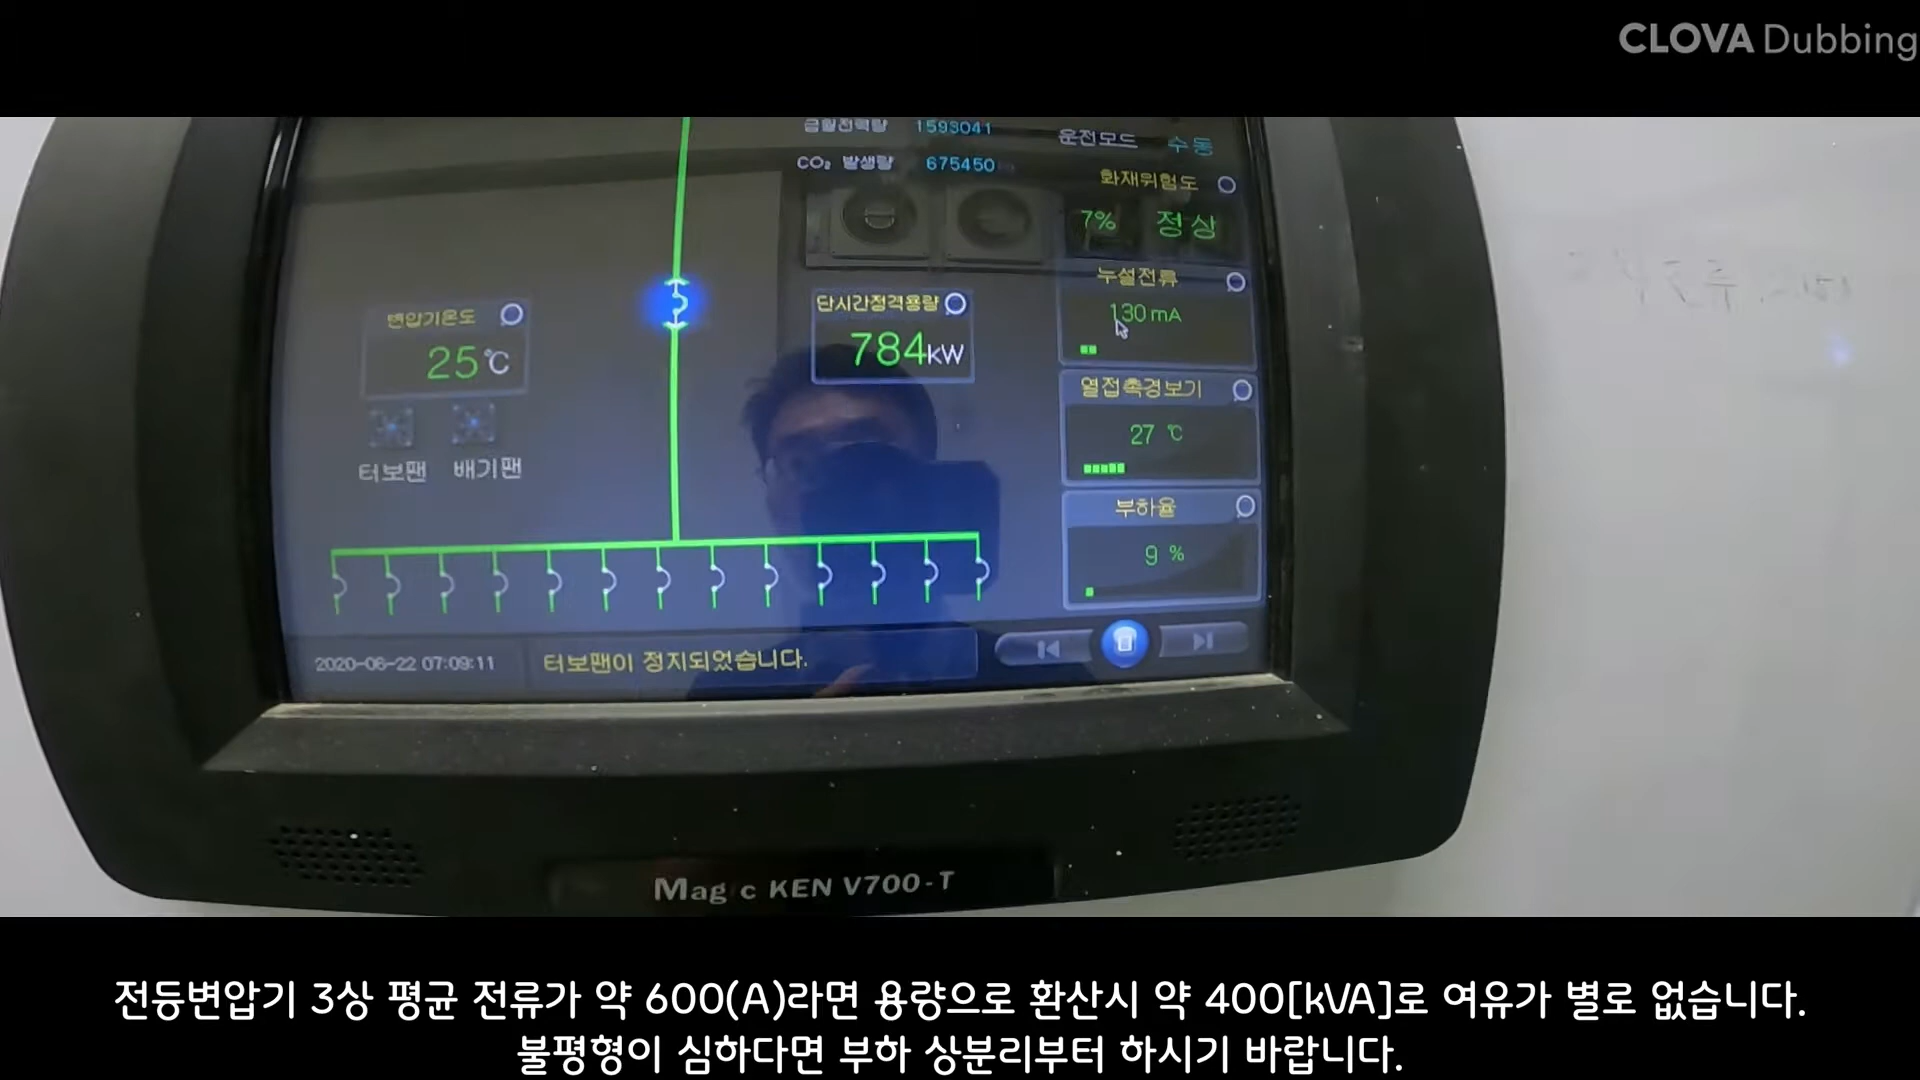 CLOVA Dubbing
금월전력량 1593041
운전모드 수동
CO₂ 발생량 675450
화재위험도
7% 정상
누설전류
130 mA
변압기온도
25℃
단시간정격용량
784kW
열접촉경보기
27 ℃
터보팬 배기팬
부하율
9 %
2020-06-22 07:09:11
터보팬이 정지되었습니다.
Mag c KEN V700-T
전등변압기 3상 평균 전류가 약 600(A)라면 용량으로 환산시 약 400[kVA]로 여유가 별로 없습니다.
불평형이 심하다면 부하 상분리부터 하시기 바랍니다.